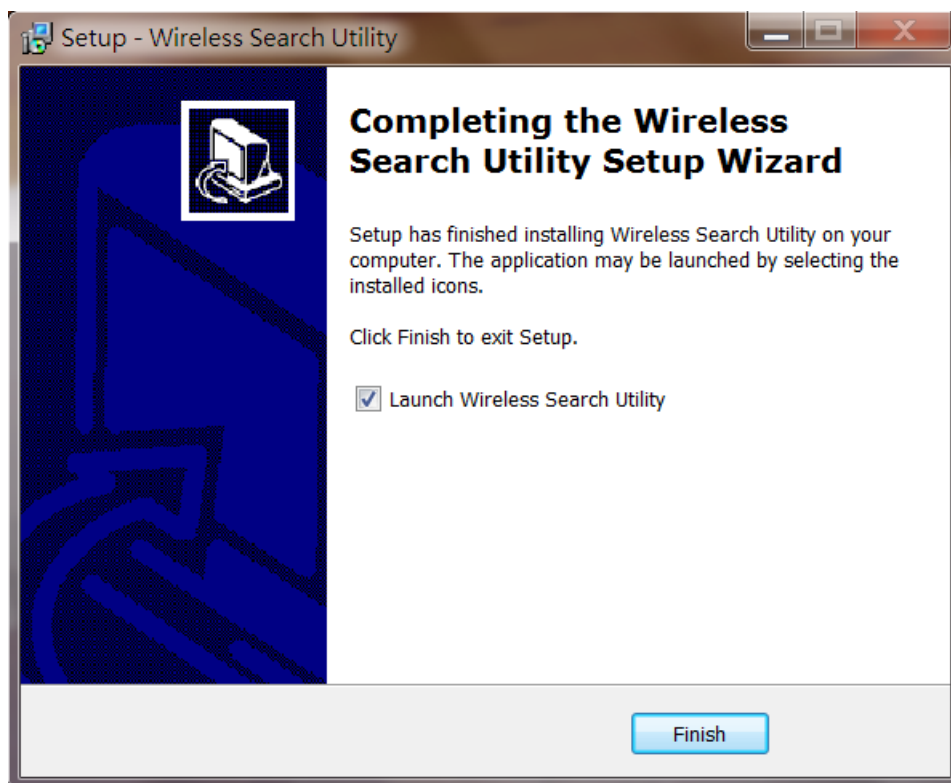 Setup - Wireless Search Utility
Completing the Wireless
Search Utility Setup Wizard
Setup has finished installing Wireless Search Utility on your
computer. The application may be launched by selecting the
installed icons.
Click Finish to exit Setup.
Launch Wireless Search Utility
Finish